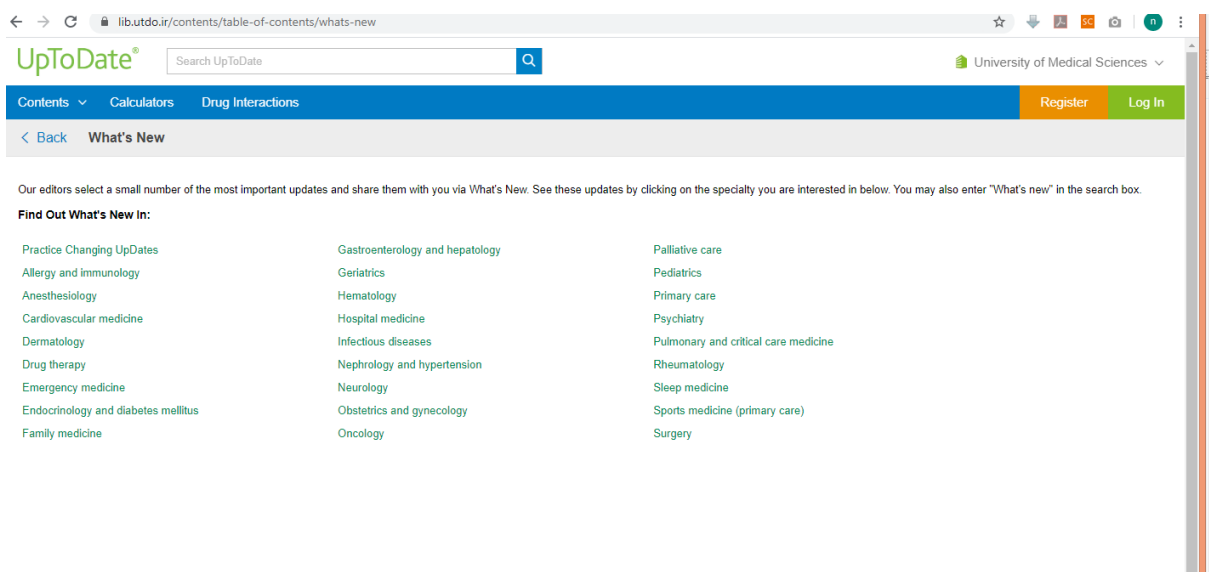 lib.utdo.ir/contents/table-of-contents/whats-new
SC
n
UpToDate®
Search UpToDate
University of Medical Sciences
Contents
Calculators
Drug Interactions
Register
Log In
Back
What's New
Our editors select a small number of the most important updates and share them with you via What's New. See these updates by clicking on the specialty you are interested in below. You may also enter "What's new" in the search box.
Find Out What's New In:
Practice Changing UpDates
Allergy and immunology
Anesthesiology
Cardiovascular medicine
Dermatology
Drug therapy
Emergency medicine
Endocrinology and diabetes mellitus
Family medicine
Gastroenterology and hepatology
Geriatrics
Hematology
Hospital medicine
Infectious diseases
Nephrology and hypertension
Neurology
Obstetrics and gynecology
Oncology
Palliative care
Pediatrics
Primary care
Psychiatry
Pulmonary and critical care medicine
Rheumatology
Sleep medicine
Sports medicine (primary care)
Surgery